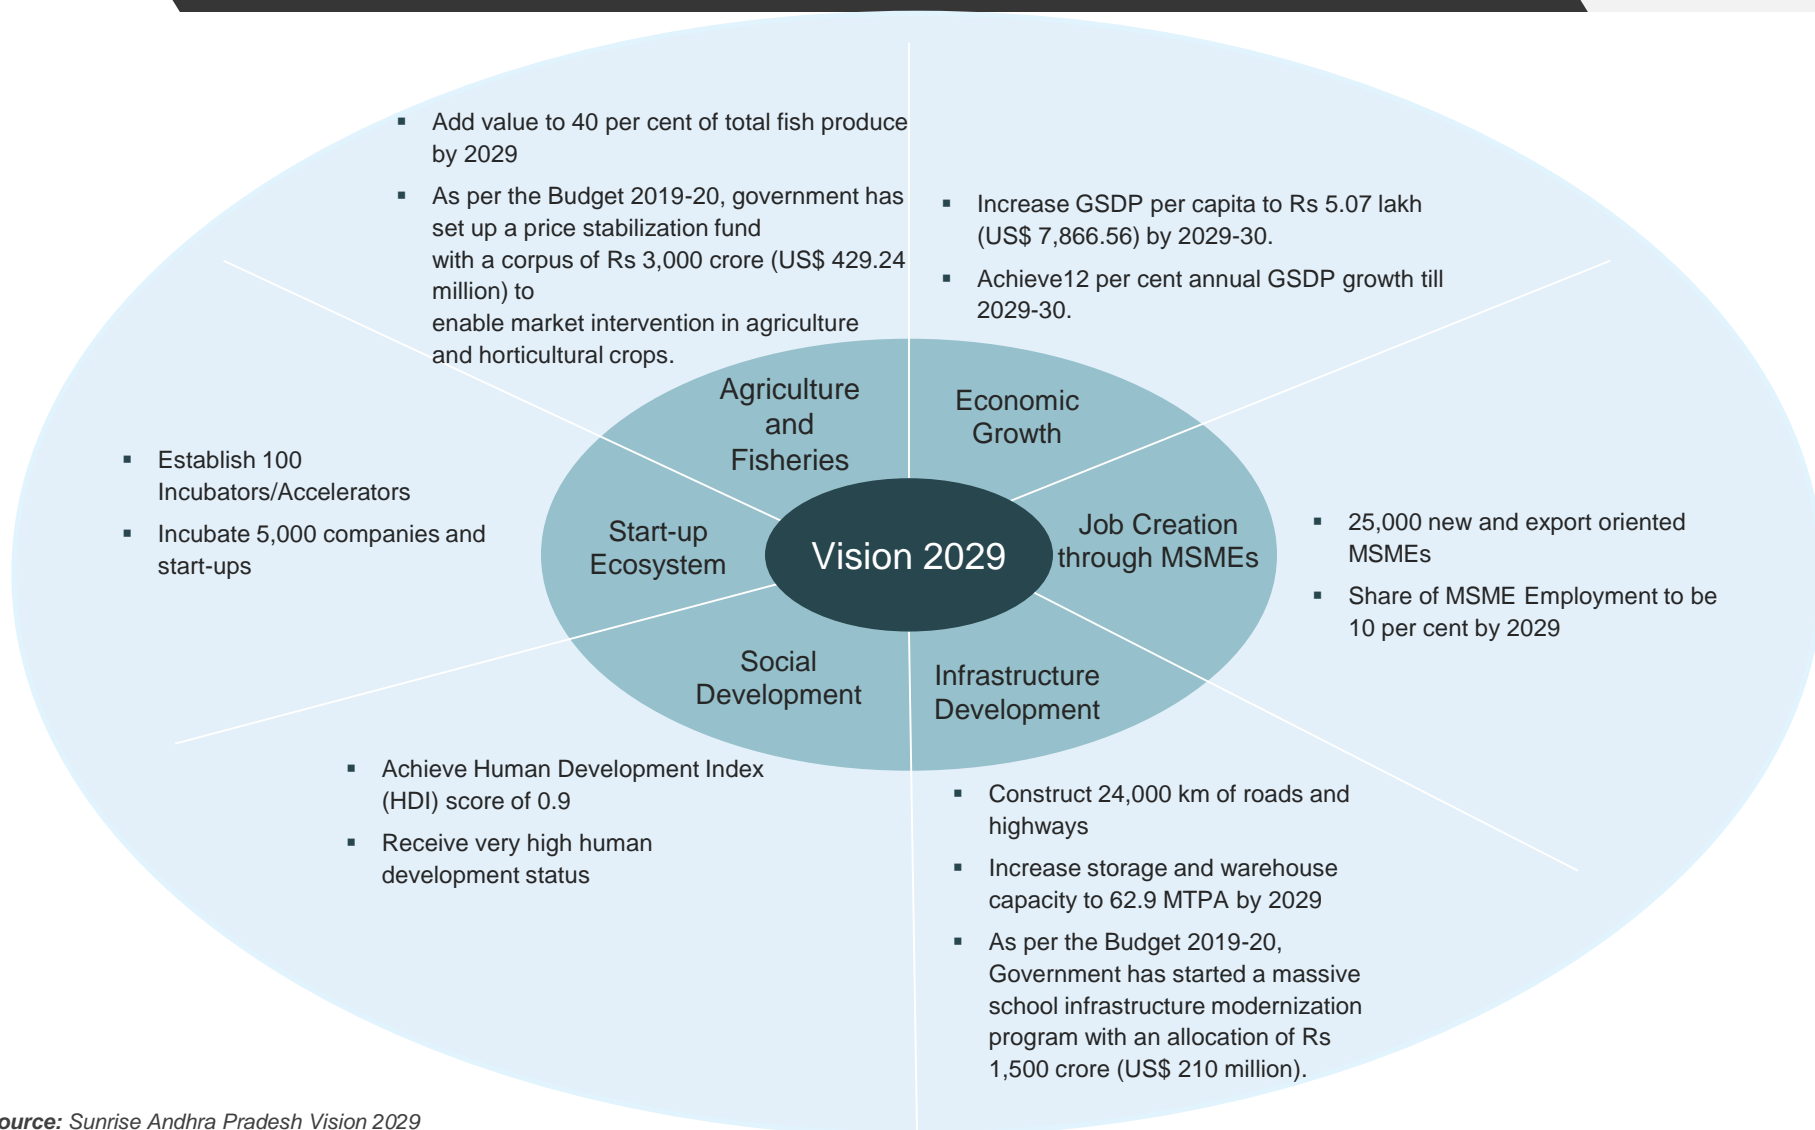 ▪ Add value to 40 per cent of total fish produce
by 2029
▪ As per the Budget 2019-20, government has
set up a price stabilization fund
with a corpus of Rs 3,000 crore (US$ 429.24
million) to
enable market intervention in agriculture
and horticultural crops.
▪ Increase GSDP per capita to Rs 5.07 lakh
(US$ 7,866.56) by 2029-30.
▪ Achieve12 per cent annual GSDP growth till
2029-30.
Agriculture
and
Fisheries
Economic
Growth
▪ Establish 100
Incubators/Accelerators
▪ Incubate 5,000 companies and
start-ups
Start-up
Ecosystem
Vision 2029
Job Creation
through MSMEs
▪ 25,000 new and export oriented
MSMEs
▪ Share of MSME Employment to be
10 per cent by 2029
Social
Development
Infrastructure
Development
▪ Achieve Human Development Index
(HDI) score of 0.9
▪ Receive very high human
development status
▪ Construct 24,000 km of roads and
highways
▪ Increase storage and warehouse
capacity to 62.9 MTPA by 2029
▪ As per the Budget 2019-20,
Government has started a massive
school infrastructure modernization
program with an allocation of Rs
1,500 crore (US$ 210 million).
ource: Sunrise Andhra Pradesh Vision 2029